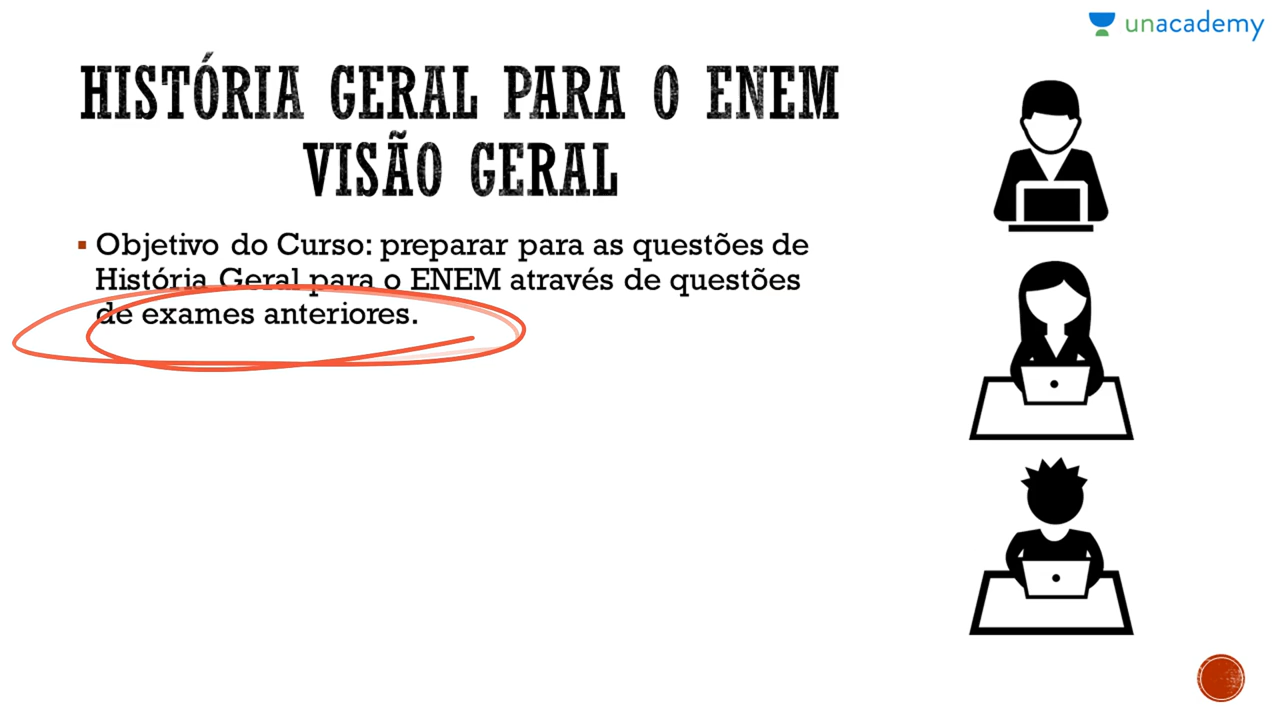 unacademy
HISTÓRIA GERAL PARA O ENEM
VISÃO GERAL
Objetivo do Curso: preparar para as questões de
História Geral para o ENEM através de questões
de exames anteriores.